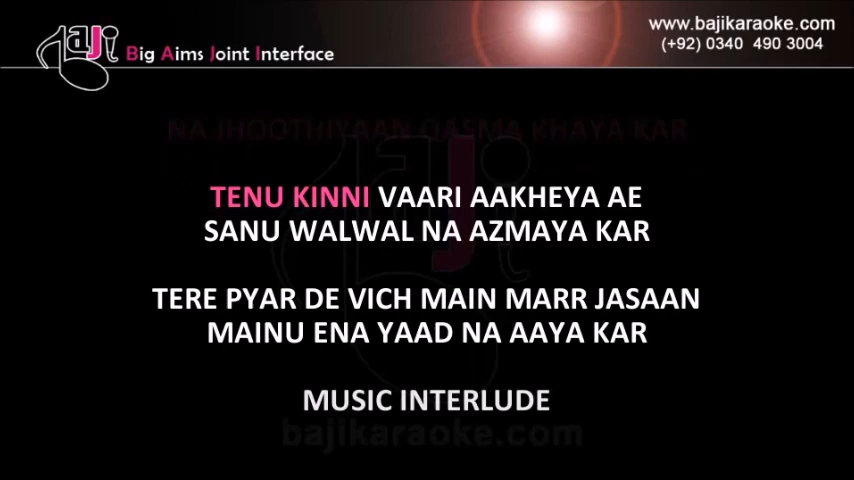 www.bajikaraoke.com
Baji Big Aims Joint Interface
(+92) 0340 490 3004
NA JHOOTHIYAAN QASMA KHAYA KAR
TENU KINNI VAARI AAKHEYA AE
SANU WALWAL NA AZMAYA KAR
TERE PYAR DE VICH MAIN MARR JASAAN
MAINU ENA YAAD NA AAYA KAR
MUSIC INTERLUDE
bajikaraoke.com